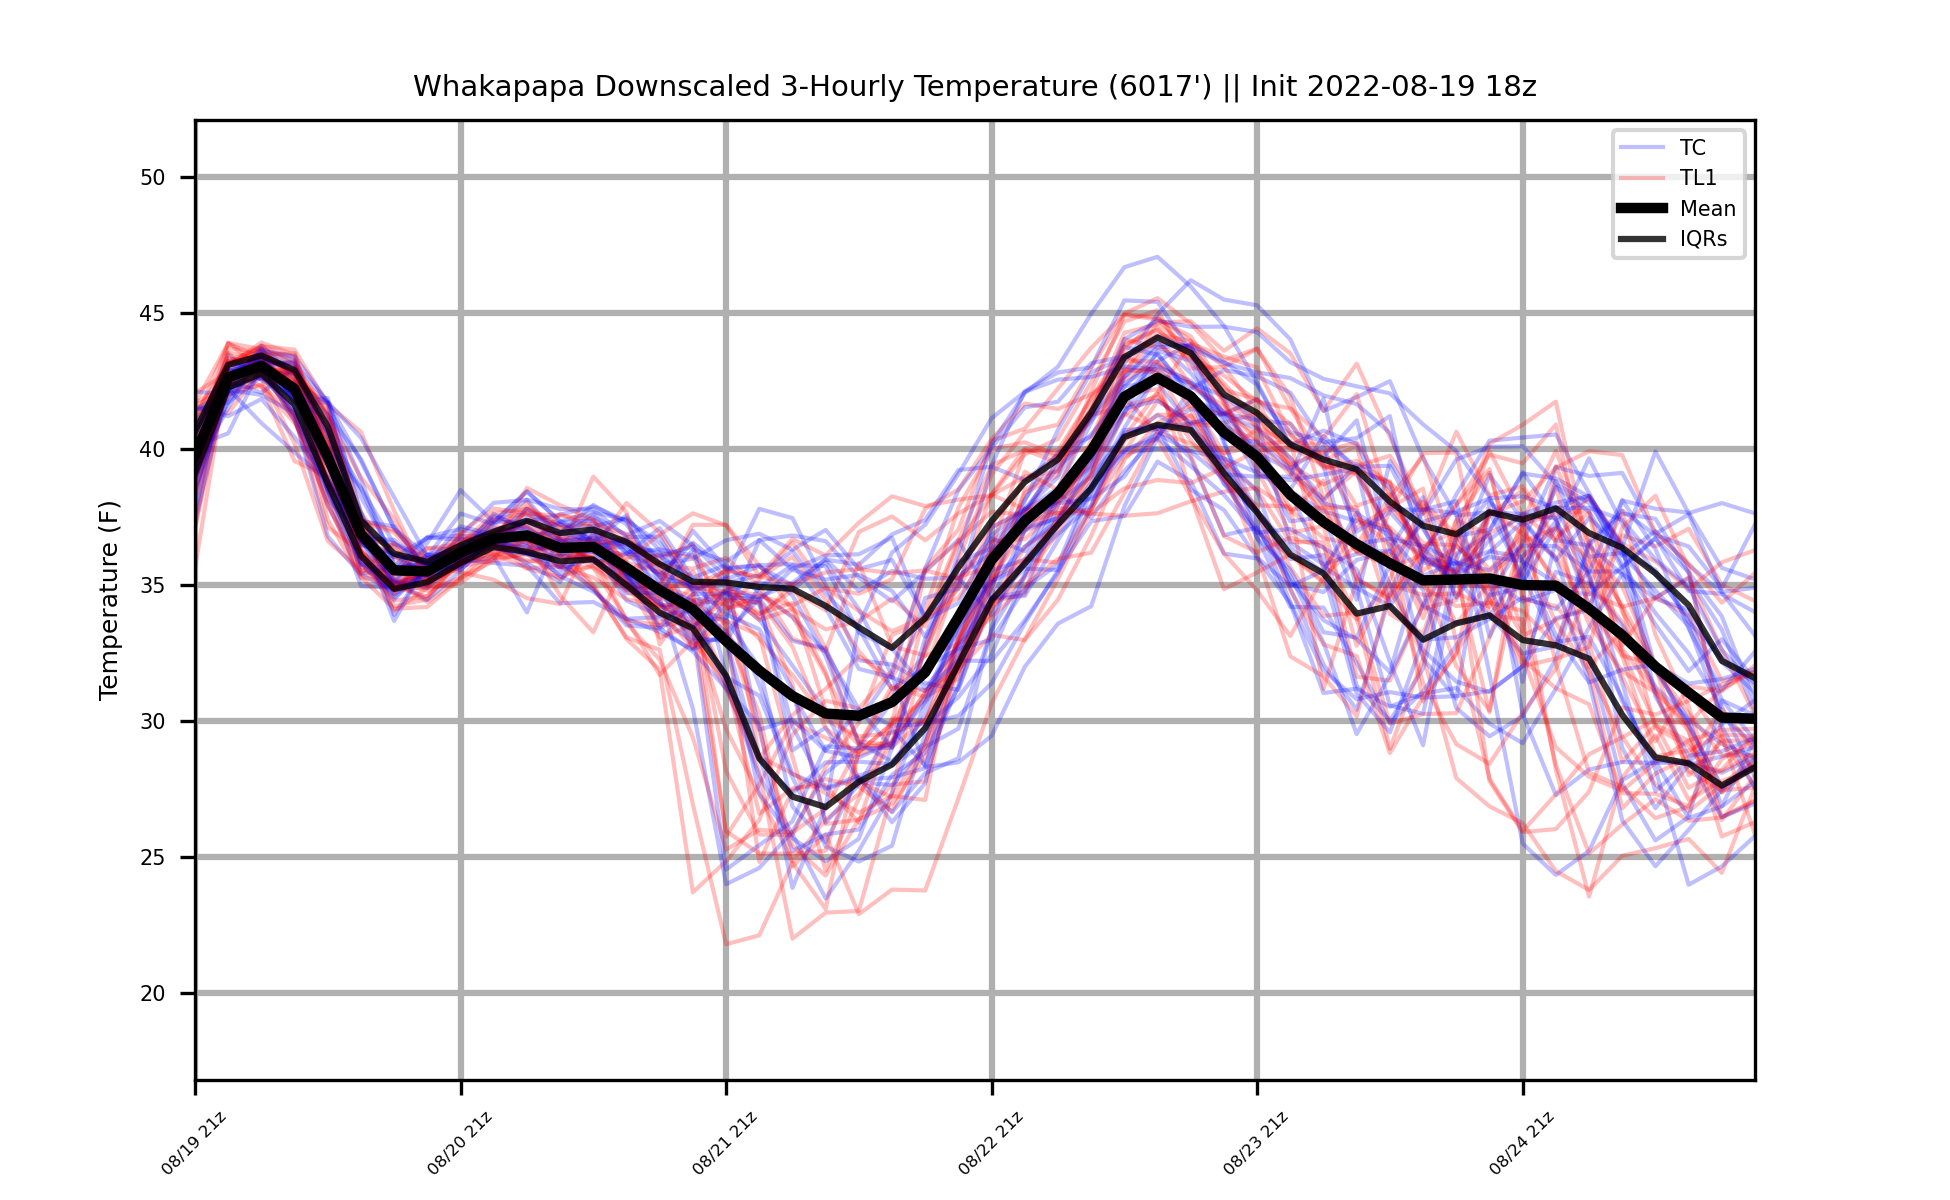 Whakapapa Downscaled 3-Hourly Temperature (6017') || Init 2022-08-19 18z
TC
TL1
Mean
IQRs
Temperature (F)
50
45
40
35
30
25
20
08/19 21z
08/20 21z
08/21 21z
08/22 21z
08/23 21z
08/24 21z